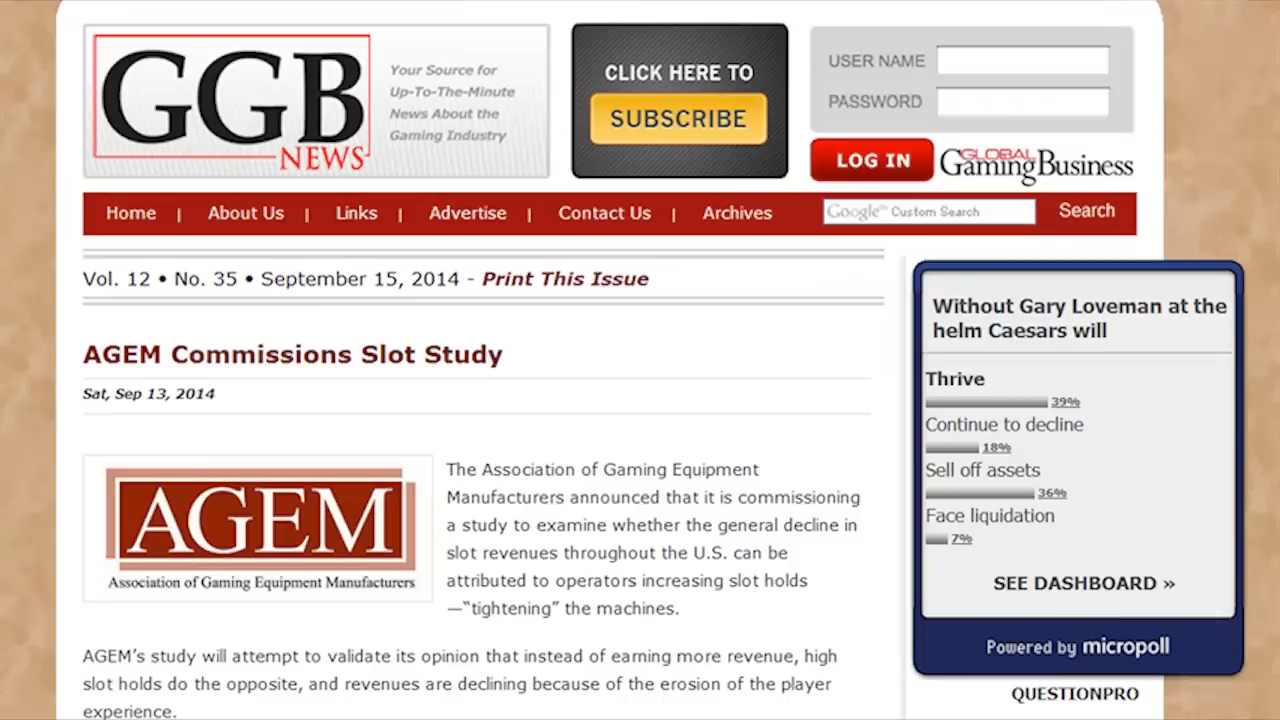 GGB
NEWS
Your Source for
Up-To-The-Minute
News About the
Gaming Industry
CLICK HERE TO
SUBSCRIBE
USER NAME
PASSWORD
LOG IN
GLOBAL
Gaming Business
Home | About Us | Links | Advertise | Contact Us | Archives
Google™ Custom Search
Search
Vol. 12 • No. 35 • September 15, 2014 - Print This Issue
AGEM Commissions Slot Study
Sat, Sep 13, 2014
AGEM
Association of Gaming Equipment Manufacturers
The Association of Gaming Equipment
Manufacturers announced that it is commissioning
a study to examine whether the general decline in
slot revenues throughout the U.S. can be
attributed to operators increasing slot holds
—“tightening” the machines.
AGEM’s study will attempt to validate its opinion that instead of earning more revenue, high
slot holds do the opposite, and revenues are declining because of the erosion of the player
experience.
Without Gary Loveman at the
helm Caesars will
Thrive
39%
Continue to decline
18%
Sell off assets
36%
Face liquidation
7%
SEE DASHBOARD »
Powered by micropoll
QUESTIONPRO